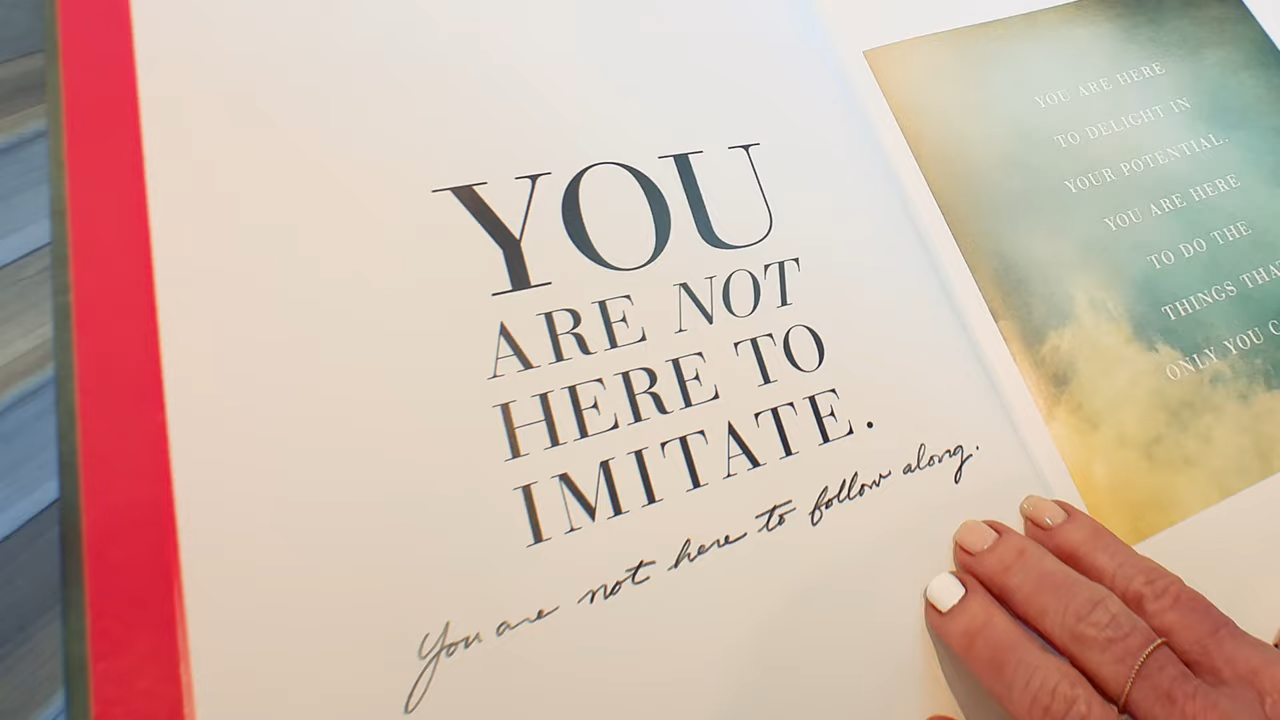 YOU
ARE NOT
HERE TO
IMITATE.
You are not here to follow along.
YOU ARE HERE
TO DELIGHT IN
YOUR POTENTIAL.
YOU ARE HERE
TO DO THE
THINGS
ONLY YOU